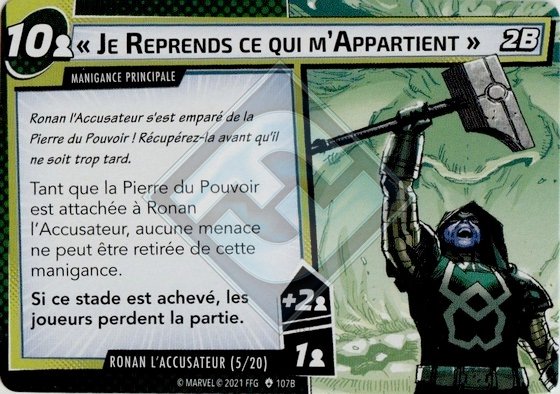 10
« Je Reprends ce qui m'Appartient »
2B
Manigance Principale
Ronan l'Accusateur s'est emparé de la
Pierre du Pouvoir ! Récupérez-la avant qu'il
ne soit trop tard.
Tant que la Pierre du Pouvoir
est attachée à Ronan
l'Accusateur, aucune menace
ne peut être retirée de cette
manigance.
Si ce stade est achevé, les
joueurs perdent la partie.
+2
1
Ronan l'Accusateur (5/20)
© MARVEL © 2021 FFG 107B